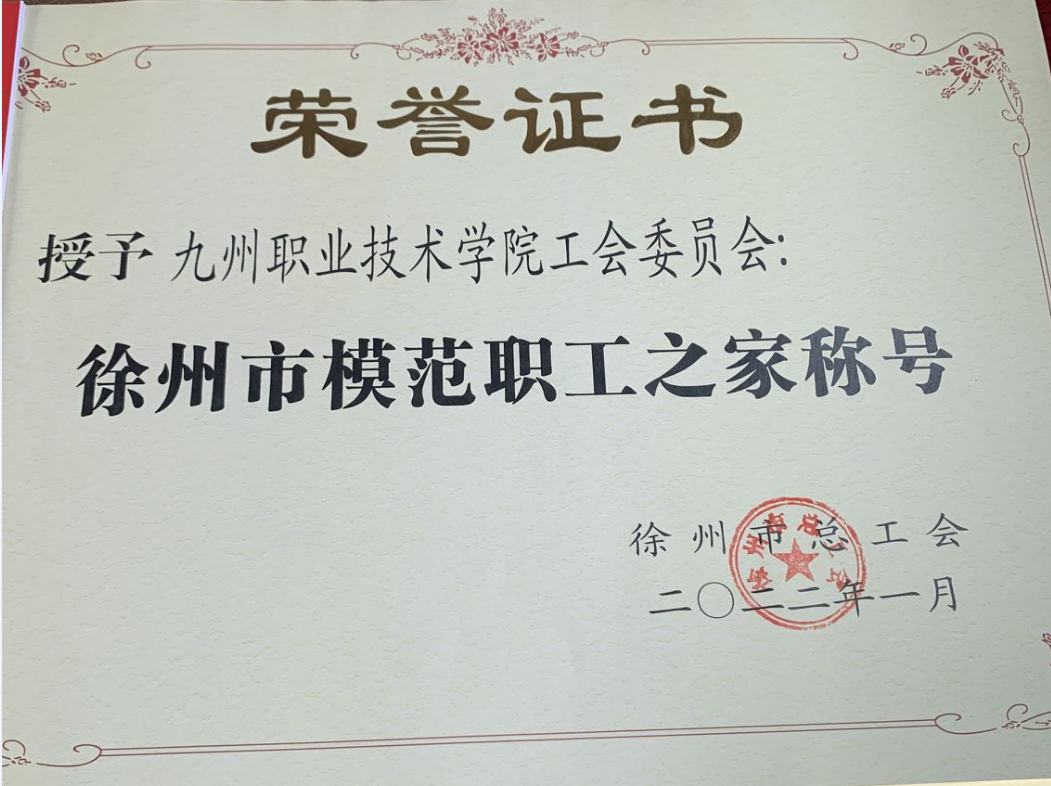 荣誉证书
授予 九州职业技术学院工会委员会:
徐州市模范职工之家称号
徐州市总工会
二〇二二年一月